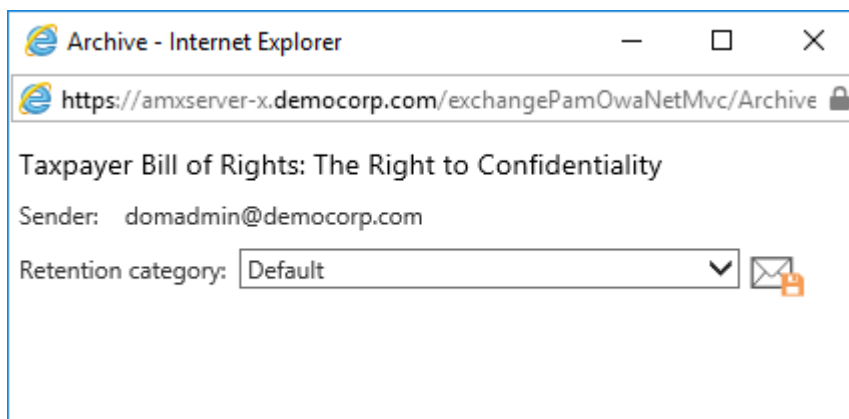 Archive - Internet Explorer
https://amxserver-x.democorp.com/exchangePamOwaNetMvc/Archive
Taxpayer Bill of Rights: The Right to Confidentiality
Sender: domadmin@democorp.com
Retention category: Default